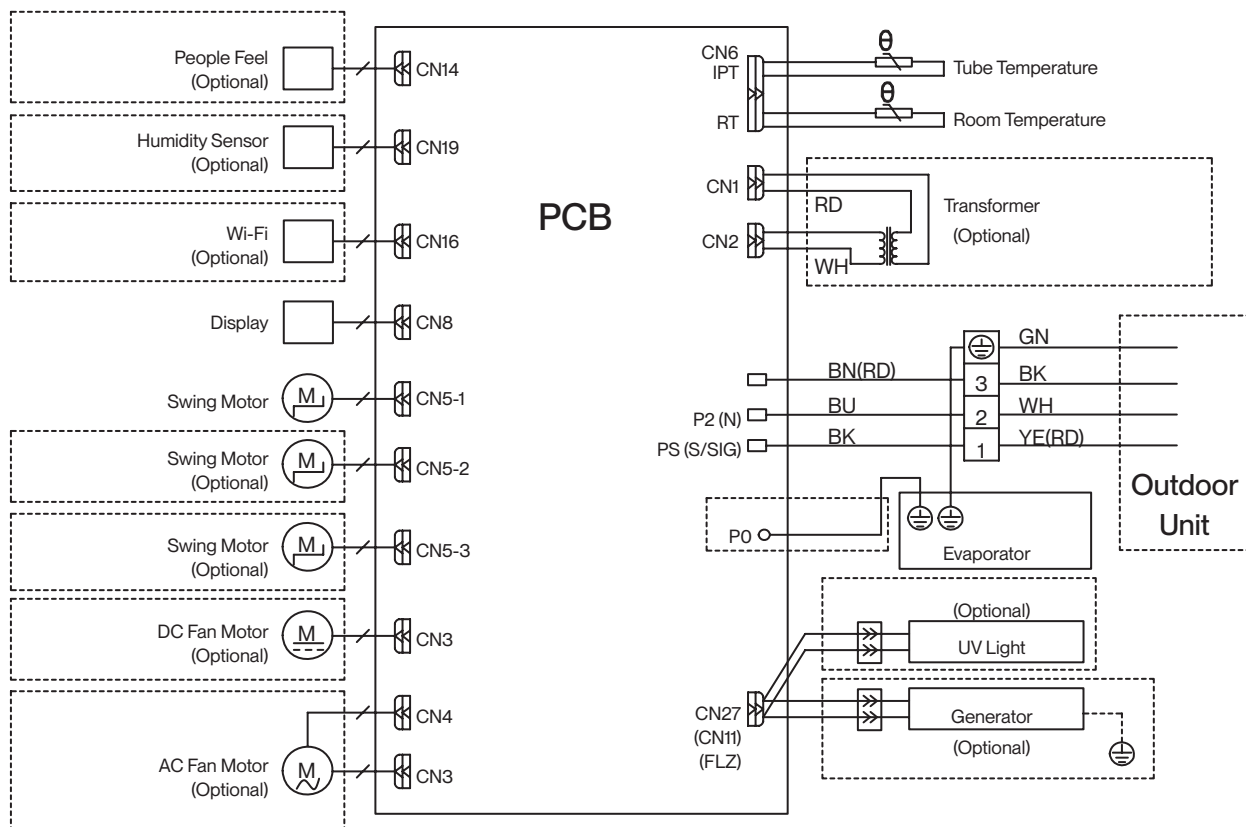 People Feel
(Optional)
CN14
Humidity Sensor
(Optional)
CN19
Wi-Fi
(Optional)
CN16
Display
CN8
Swing Motor
M
CN5-1
Swing Motor
(Optional)
M
CN5-2
Swing Motor
(Optional)
M
CN5-3
DC Fan Motor
(Optional)
M
CN3
CN4
AC Fan Motor
(Optional)
M
CN3
PCB
CN6
IPT
θ
Tube Temperature
RT
θ
Room Temperature
CN1
RD
Transformer
(Optional)
CN2
WH
GN
BN(RD)
3
BK
P2 (N)
BU
2
WH
PS (S/SIG)
BK
1
YE(RD)
Outdoor
Unit
P0
Evaporator
(Optional)
UV Light
CN27
(CN11)
(FLZ)
Generator
(Optional)